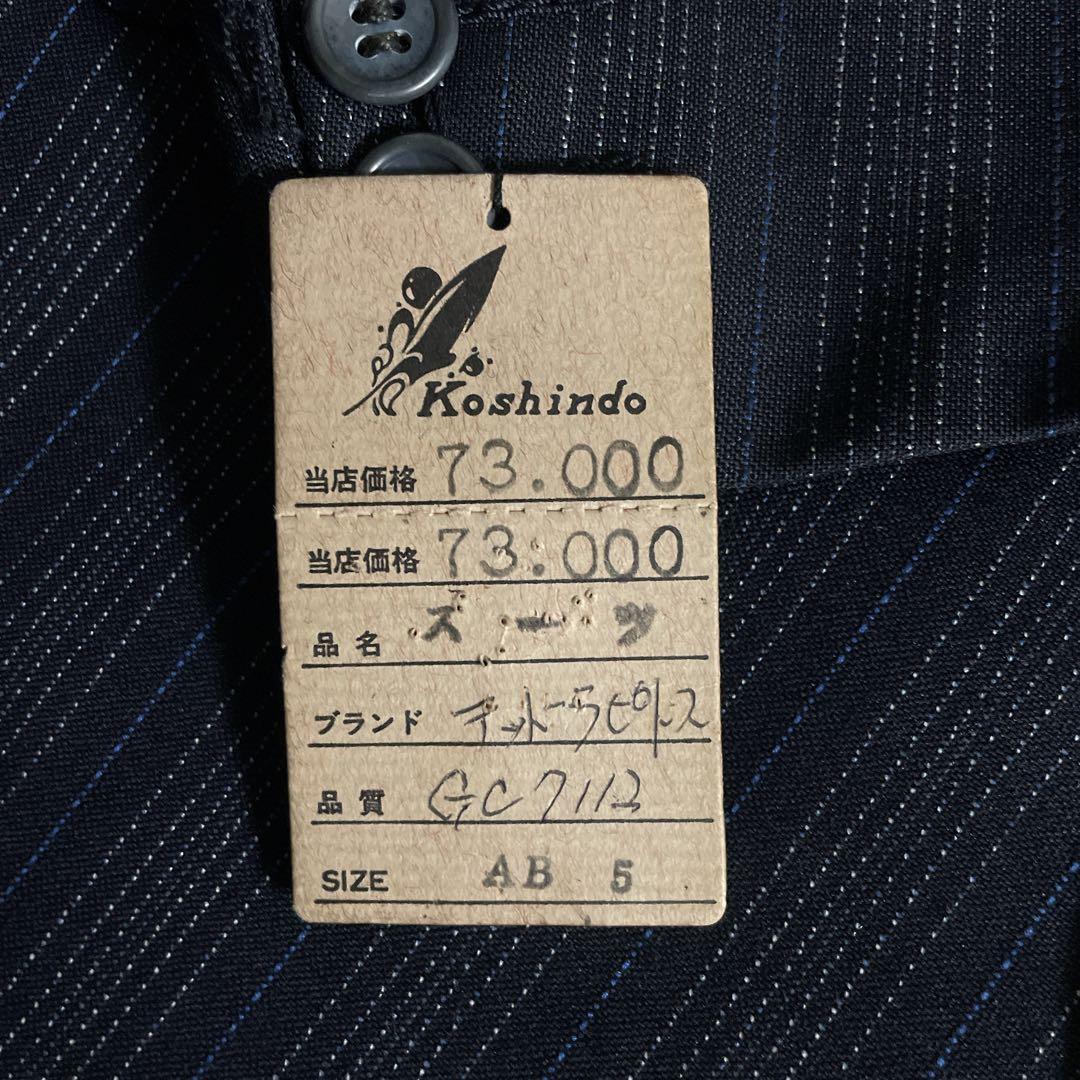 Koshindo
当店価格 73.000
当店価格 73.000
品名 スーツ
ブランド
品質 GC7112
SIZE AB 5